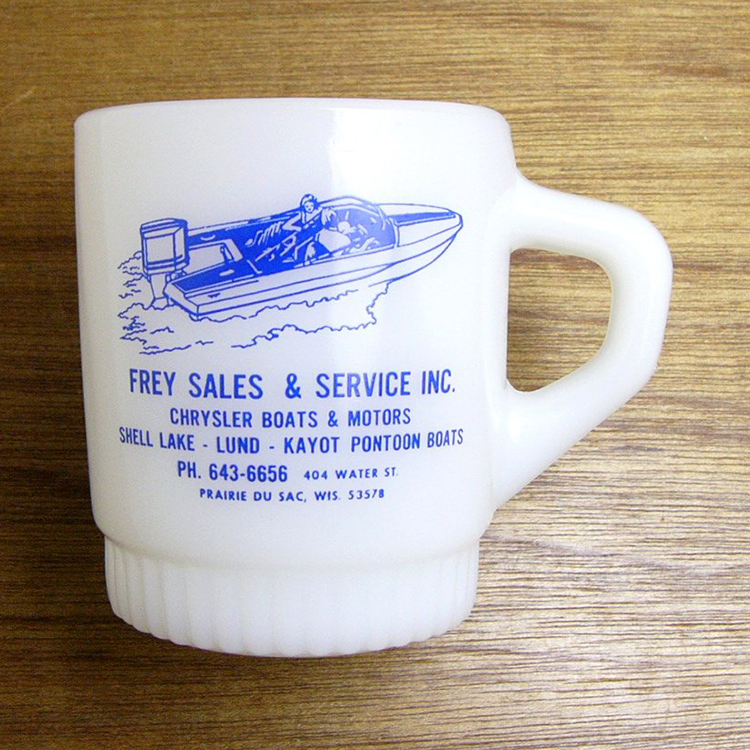 FREY SALES & SERVICE INC.
CHRYSLER BOATS & MOTORS
SHELL LAKE - LUND - KAYOT PONTOON BOATS
PH. 643-6656 404 WATER ST.
PRAIRIE DU SAC, WIS. 53578